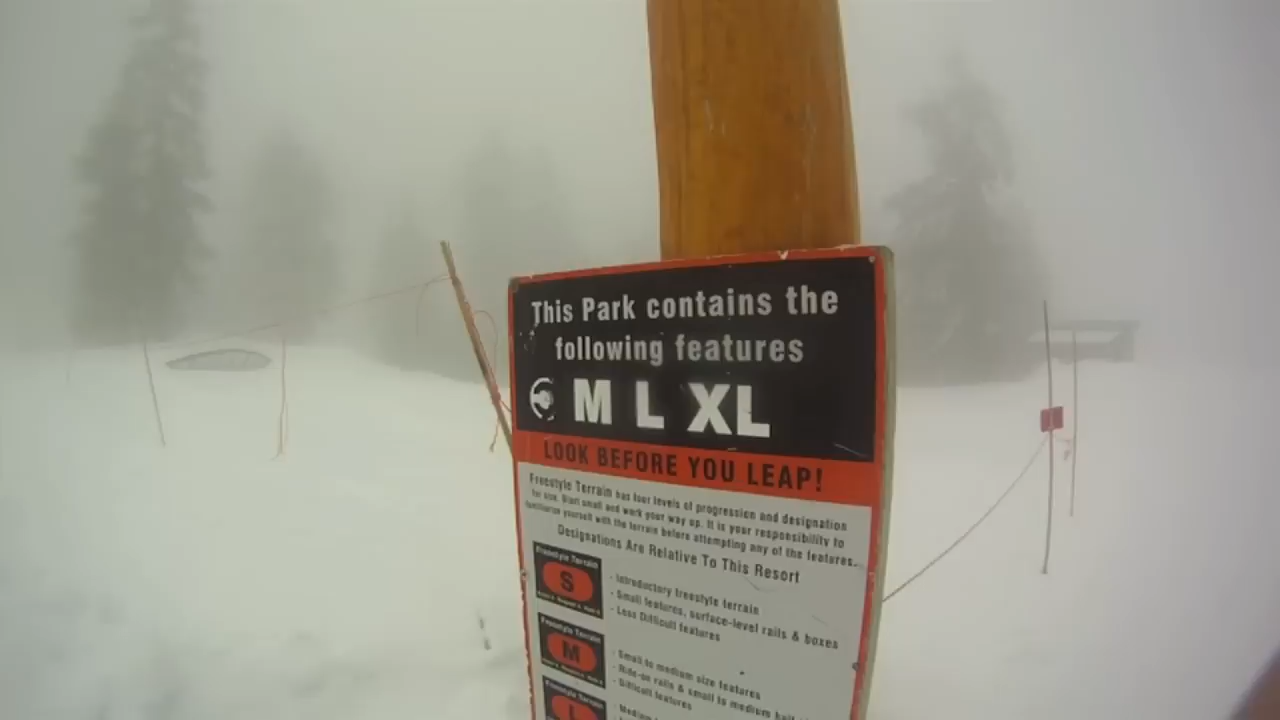 This Park contains the
following features
M L XL
LOOK BEFORE YOU LEAP!
Freestyle Terrain has four levels of progression and designation
for size. Start small and work your way up. It is your responsibility to
familiarize yourself with the terrain before attempting any of the features.
Designations Are Relative To This Resort
Freestyle Terrain
S
- Introductory freestyle terrain
- Small features, surface-level rails & boxes
- Less Difficult features
Freestyle Terrain
M
- Small to medium size features
- Ride-on rails & small to medium half
- Difficult features
Freestyle Terrain
L
- Medium